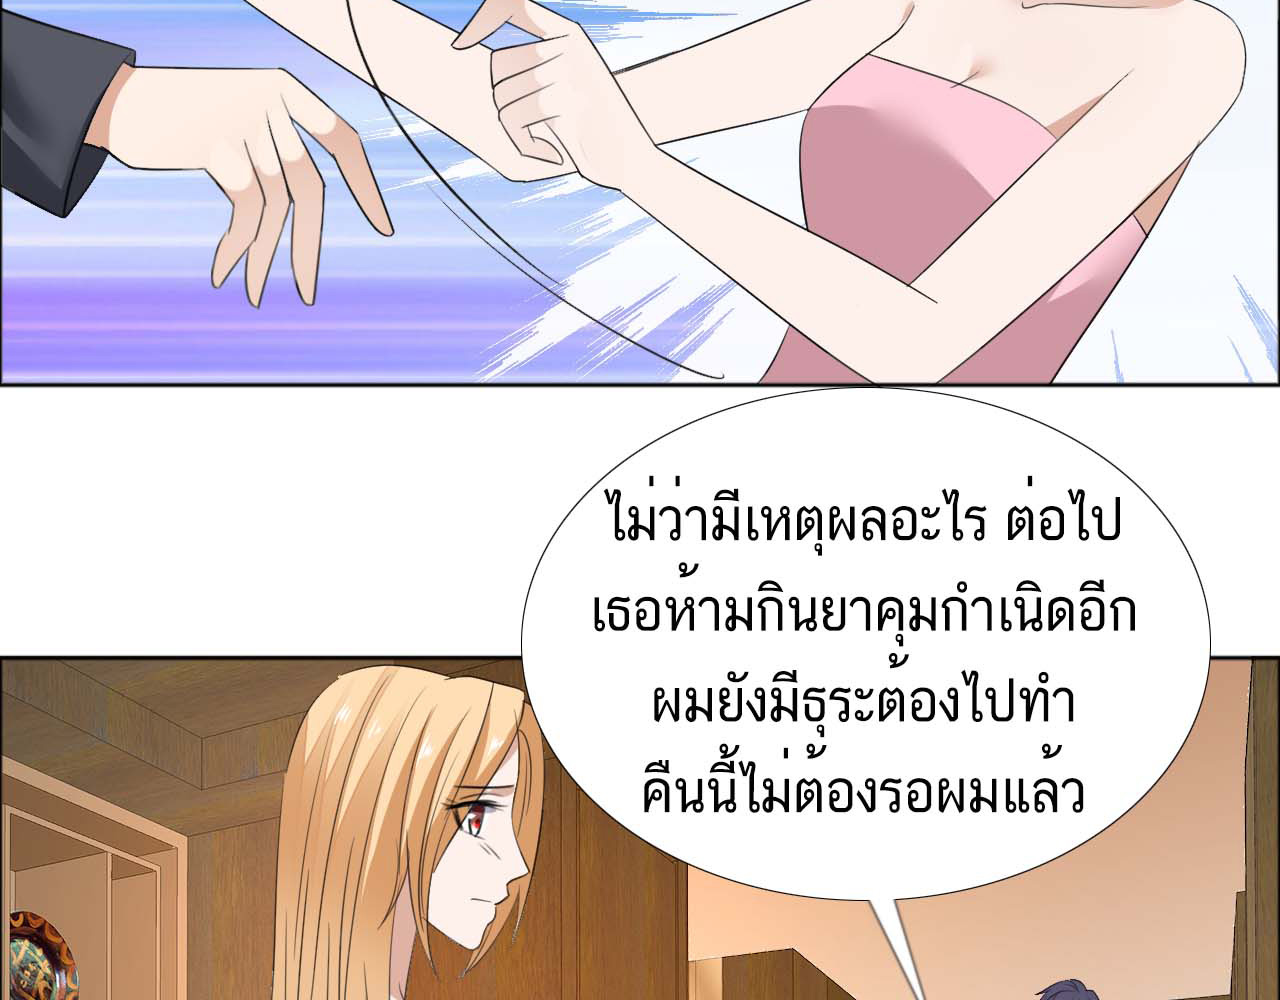 ไม่ว่ามีเหตุผลอะไร ต่อไป
เธอห้ามกินยาคุมกำเนิดอีก
ผมยังมีธุระต้องไปทำ
คืนนี้ไม่ต้องรอผมแล้ว